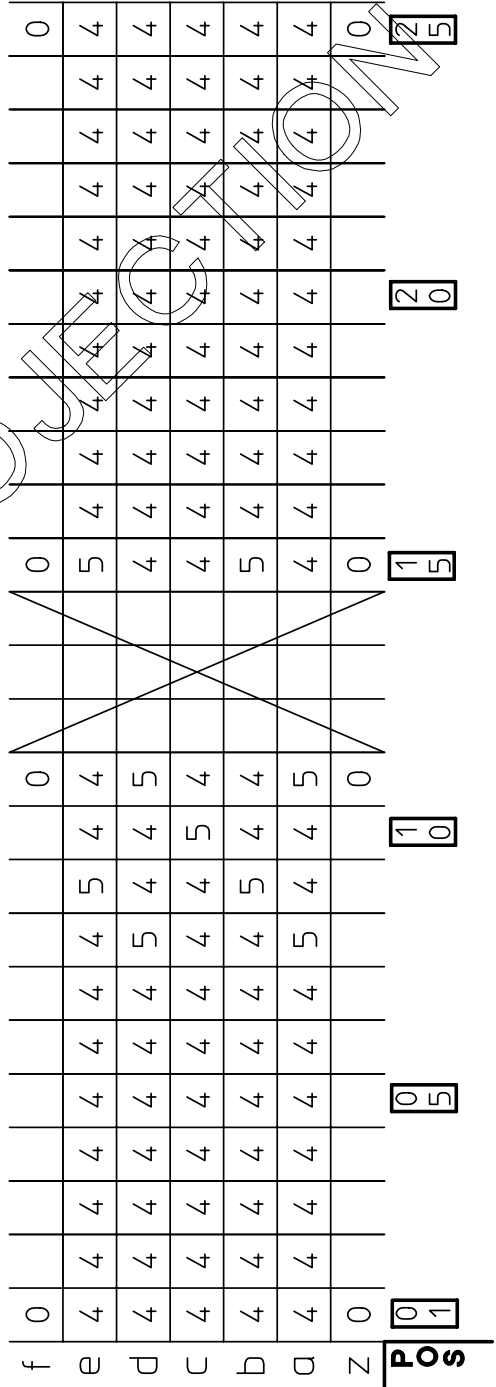 f 0 0 0 0
e 4 4 4 4 4 4 4 4 5 4 4 5 4 4 4 4 4 4 4 4 4 4
d 4 4 4 4 4 4 4 5 4 4 5 4 4 4 4 4 4 4 4 4 4 4
c 4 4 4 4 4 4 4 4 4 5 4 4 4 4 4 4 4 4 4 4 4 4
b 4 4 4 4 4 4 4 4 5 4 4 5 4 4 4 4 4 4 4 4 4 4
a 4 4 4 4 4 4 4 5 4 4 5 4 4 4 4 4 4 4 4 4 4 4
z 0 0 0 0
POS 01 05 10 15 20 25
OJECTION